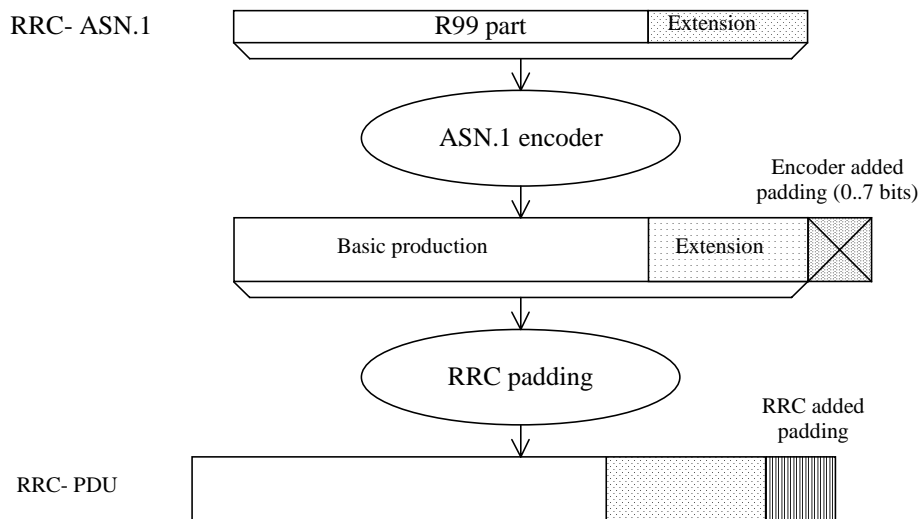 RRC- ASN.1
R99 part
Extension
ASN.1 encoder
Encoder added
padding (0..7 bits)
Basic production
Extension
RRC padding
RRC added
padding
RRC- PDU